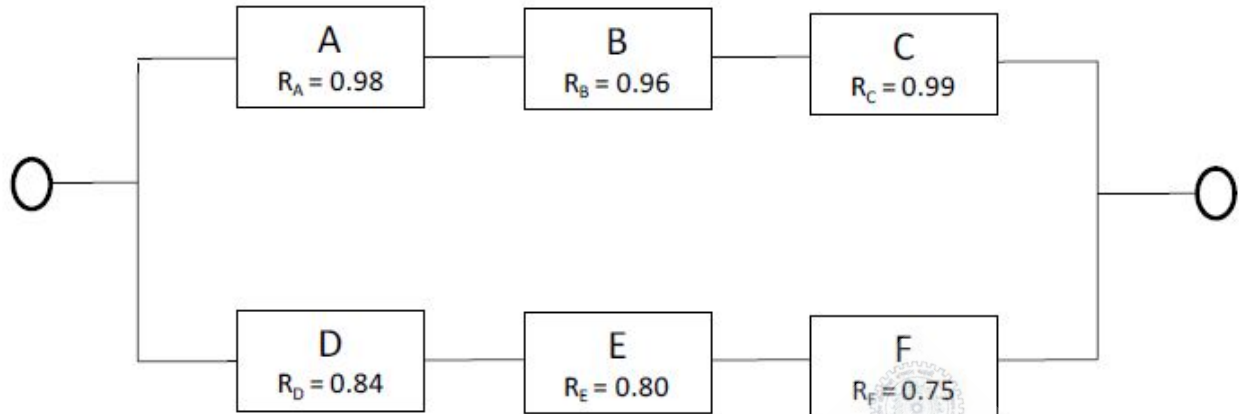 A
R_A = 0.98
B
R_B = 0.96
C
R_C = 0.99
D
R_D = 0.84
E
R_E = 0.80
F
R_F = 0.75